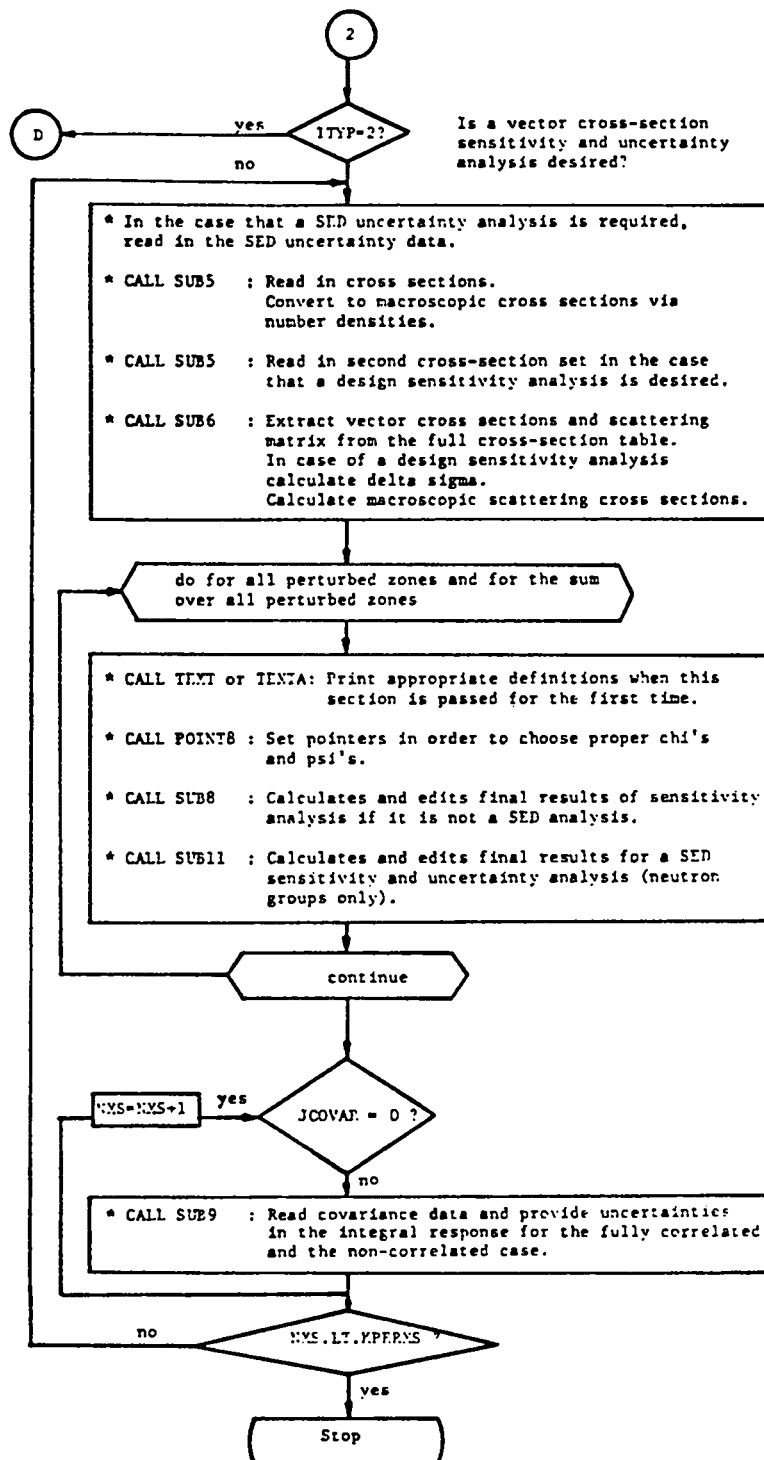 2
D
yes
ITYP=2?
Is a vector cross-section
sensitivity and uncertainty
analysis desired?
no
* In the case that a SED uncertainty analysis is required,
read in the SED uncertainty data.
* CALL SUB5 : Read in cross sections.
Convert to macroscopic cross sections via
number densities.
* CALL SUB5 : Read in second cross-section set in the case
that a design sensitivity analysis is desired.
* CALL SUB6 : Extract vector cross sections and scattering
matrix from the full cross-section table.
In case of a design sensitivity analysis
calculate delta sigma.
Calculate macroscopic scattering cross sections.
do for all perturbed zones and for the sum
over all perturbed zones
* CALL TEXT or TEXTA: Print appropriate definitions when this
section is passed for the first time.
* CALL POINT8 : Set pointers in order to choose proper chi's
and psi's.
* CALL SUB8 : Calculates and edits final results of sensitivity
analysis if it is not a SED analysis.
* CALL SUB11 : Calculates and edits final results for a SED
sensitivity and uncertainty analysis (neutron
groups only).
continue
yes
JCOVAR = 0 ?
no
* CALL SUB9 : Read covariance data and provide uncertainties
in the integral response for the fully correlated
and the non-correlated case.
no
yes
Stop